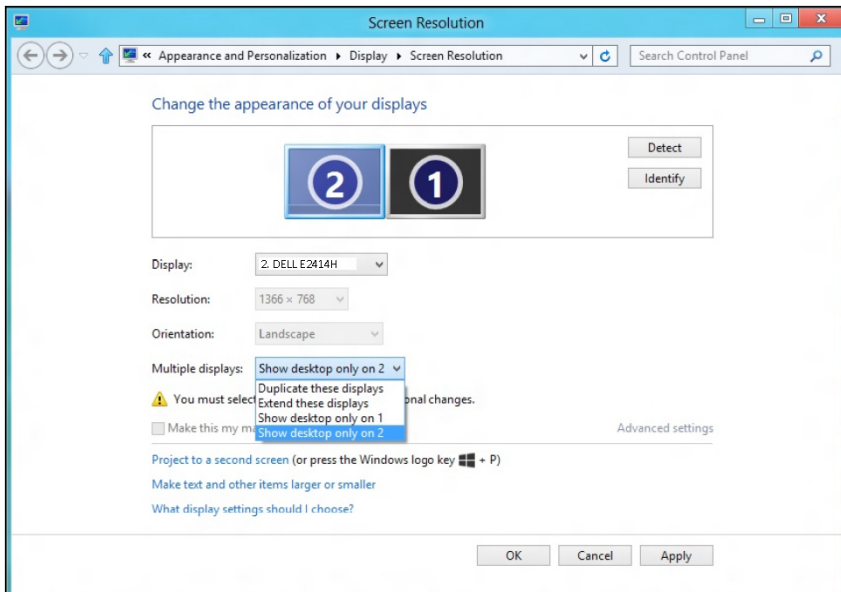 Screen Resolution
« Appearance and Personalization ▸ Display ▸ Screen Resolution
Search Control Panel
Change the appearance of your displays
2
1
Detect
Identify
Display: 2. DELL E2414H
Resolution: 1366 × 768
Orientation: Landscape
Multiple displays: Show desktop only on 2
Duplicate these displays
You must selec onal changes.
Extend these displays
Show desktop only on 1
Make this my m Advanced settings
Show desktop only on 2
Project to a second screen (or press the Windows logo key + P)
Make text and other items larger or smaller
What display settings should I choose?
OK Cancel Apply